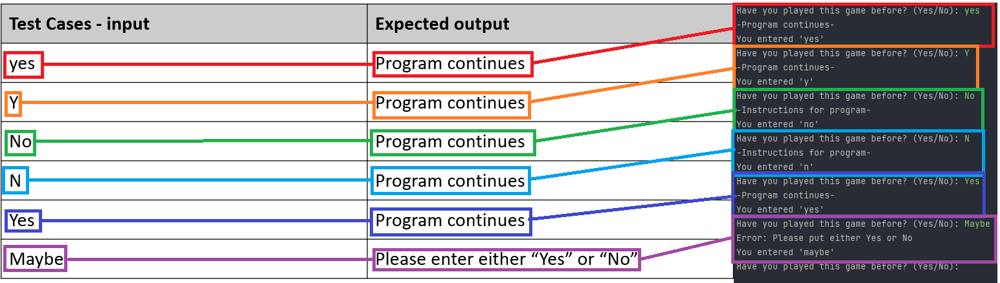 Test Cases - input
Expected output
yes
Program continues
Y
Program continues
No
Program continues
N
Program continues
Yes
Program continues
Maybe
Please enter either “Yes” or “No”
Have you played this game before? (Yes/No): yes
-Program continues-
You entered 'yes'
Have you played this game before? (Yes/No): Y
-Program continues-
You entered 'y'
Have you played this game before? (Yes/No): No
-Instructions for program-
You entered 'no'
Have you played this game before? (Yes/No): N
-Instructions for program-
You entered 'n'
Have you played this game before? (Yes/No): Yes
-Program continues-
You entered 'yes'
Have you played this game before? (Yes/No): Maybe
Error: Please put either Yes or No
You entered 'maybe'
Have you played this game before? (Yes/No):